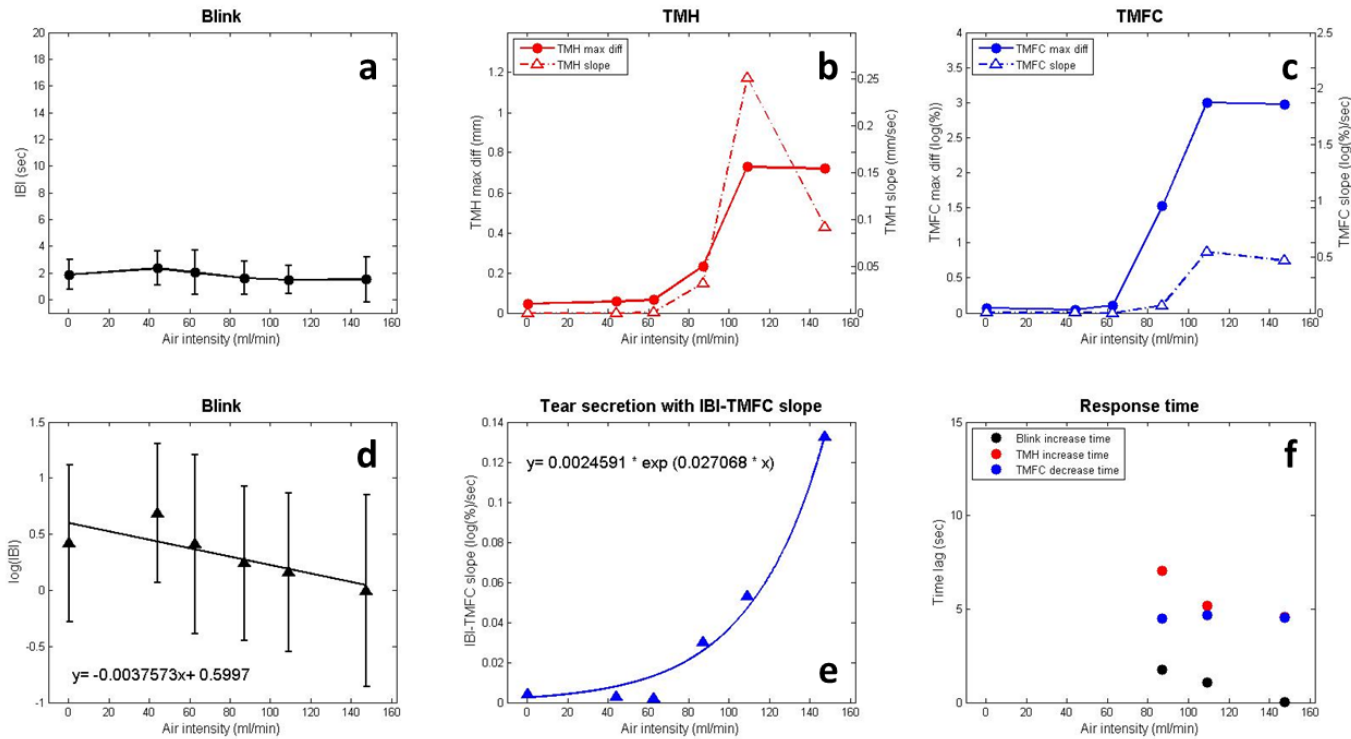 Blink
a
20
18
16
14
12
10
8
6
4
2
0
IBI (sec)
0 20 40 60 80 100 120 140 160
Air intensity (ml/min)
TMH
TMH max diff
TMH slope
b
1.2
1
0.8
0.6
0.4
0.2
0
TMH max diff (mm)
0.25
0.2
0.15
0.1
0.05
0
TMH slope (mm/sec)
0 20 40 60 80 100 120 140 160
Air intensity (ml/min)
TMFC
TMFC max diff
TMFC slope
c
4
3.5
3
2.5
2
1.5
1
0.5
0
TMFC max diff (log(%))
2.5
2
1.5
1
0.5
0
TMFC slope (log(%)/sec)
0 20 40 60 80 100 120 140 160
Air intensity (ml/min)
Blink
d
1.5
1
0.5
0
-0.5
-1
log(IBI)
y= -0.0037573x+ 0.5997
0 20 40 60 80 100 120 140 160
Air intensity (ml/min)
Tear secretion with IBI-TMFC slope
y= 0.0024591 * exp (0.027068 * x)
0.14
0.12
0.1
0.08
0.06
0.04
0.02
0
IBI-TMFC slope (log(%)/sec)
e
0 20 40 60 80 100 120 140 160
Air intensity (ml/min)
Response time
Blink increase time
TMH increase time
TMFC decrease time
f
15
10
5
0
Time lag (sec)
0 20 40 60 80 100 120 140 160
Air intensity (ml/min)